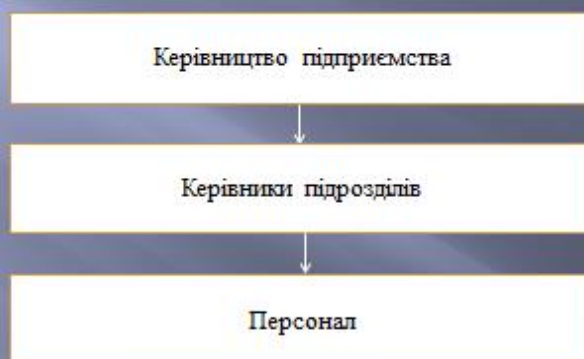 Керівництво підприємства
Керівники підрозділів
Персонал